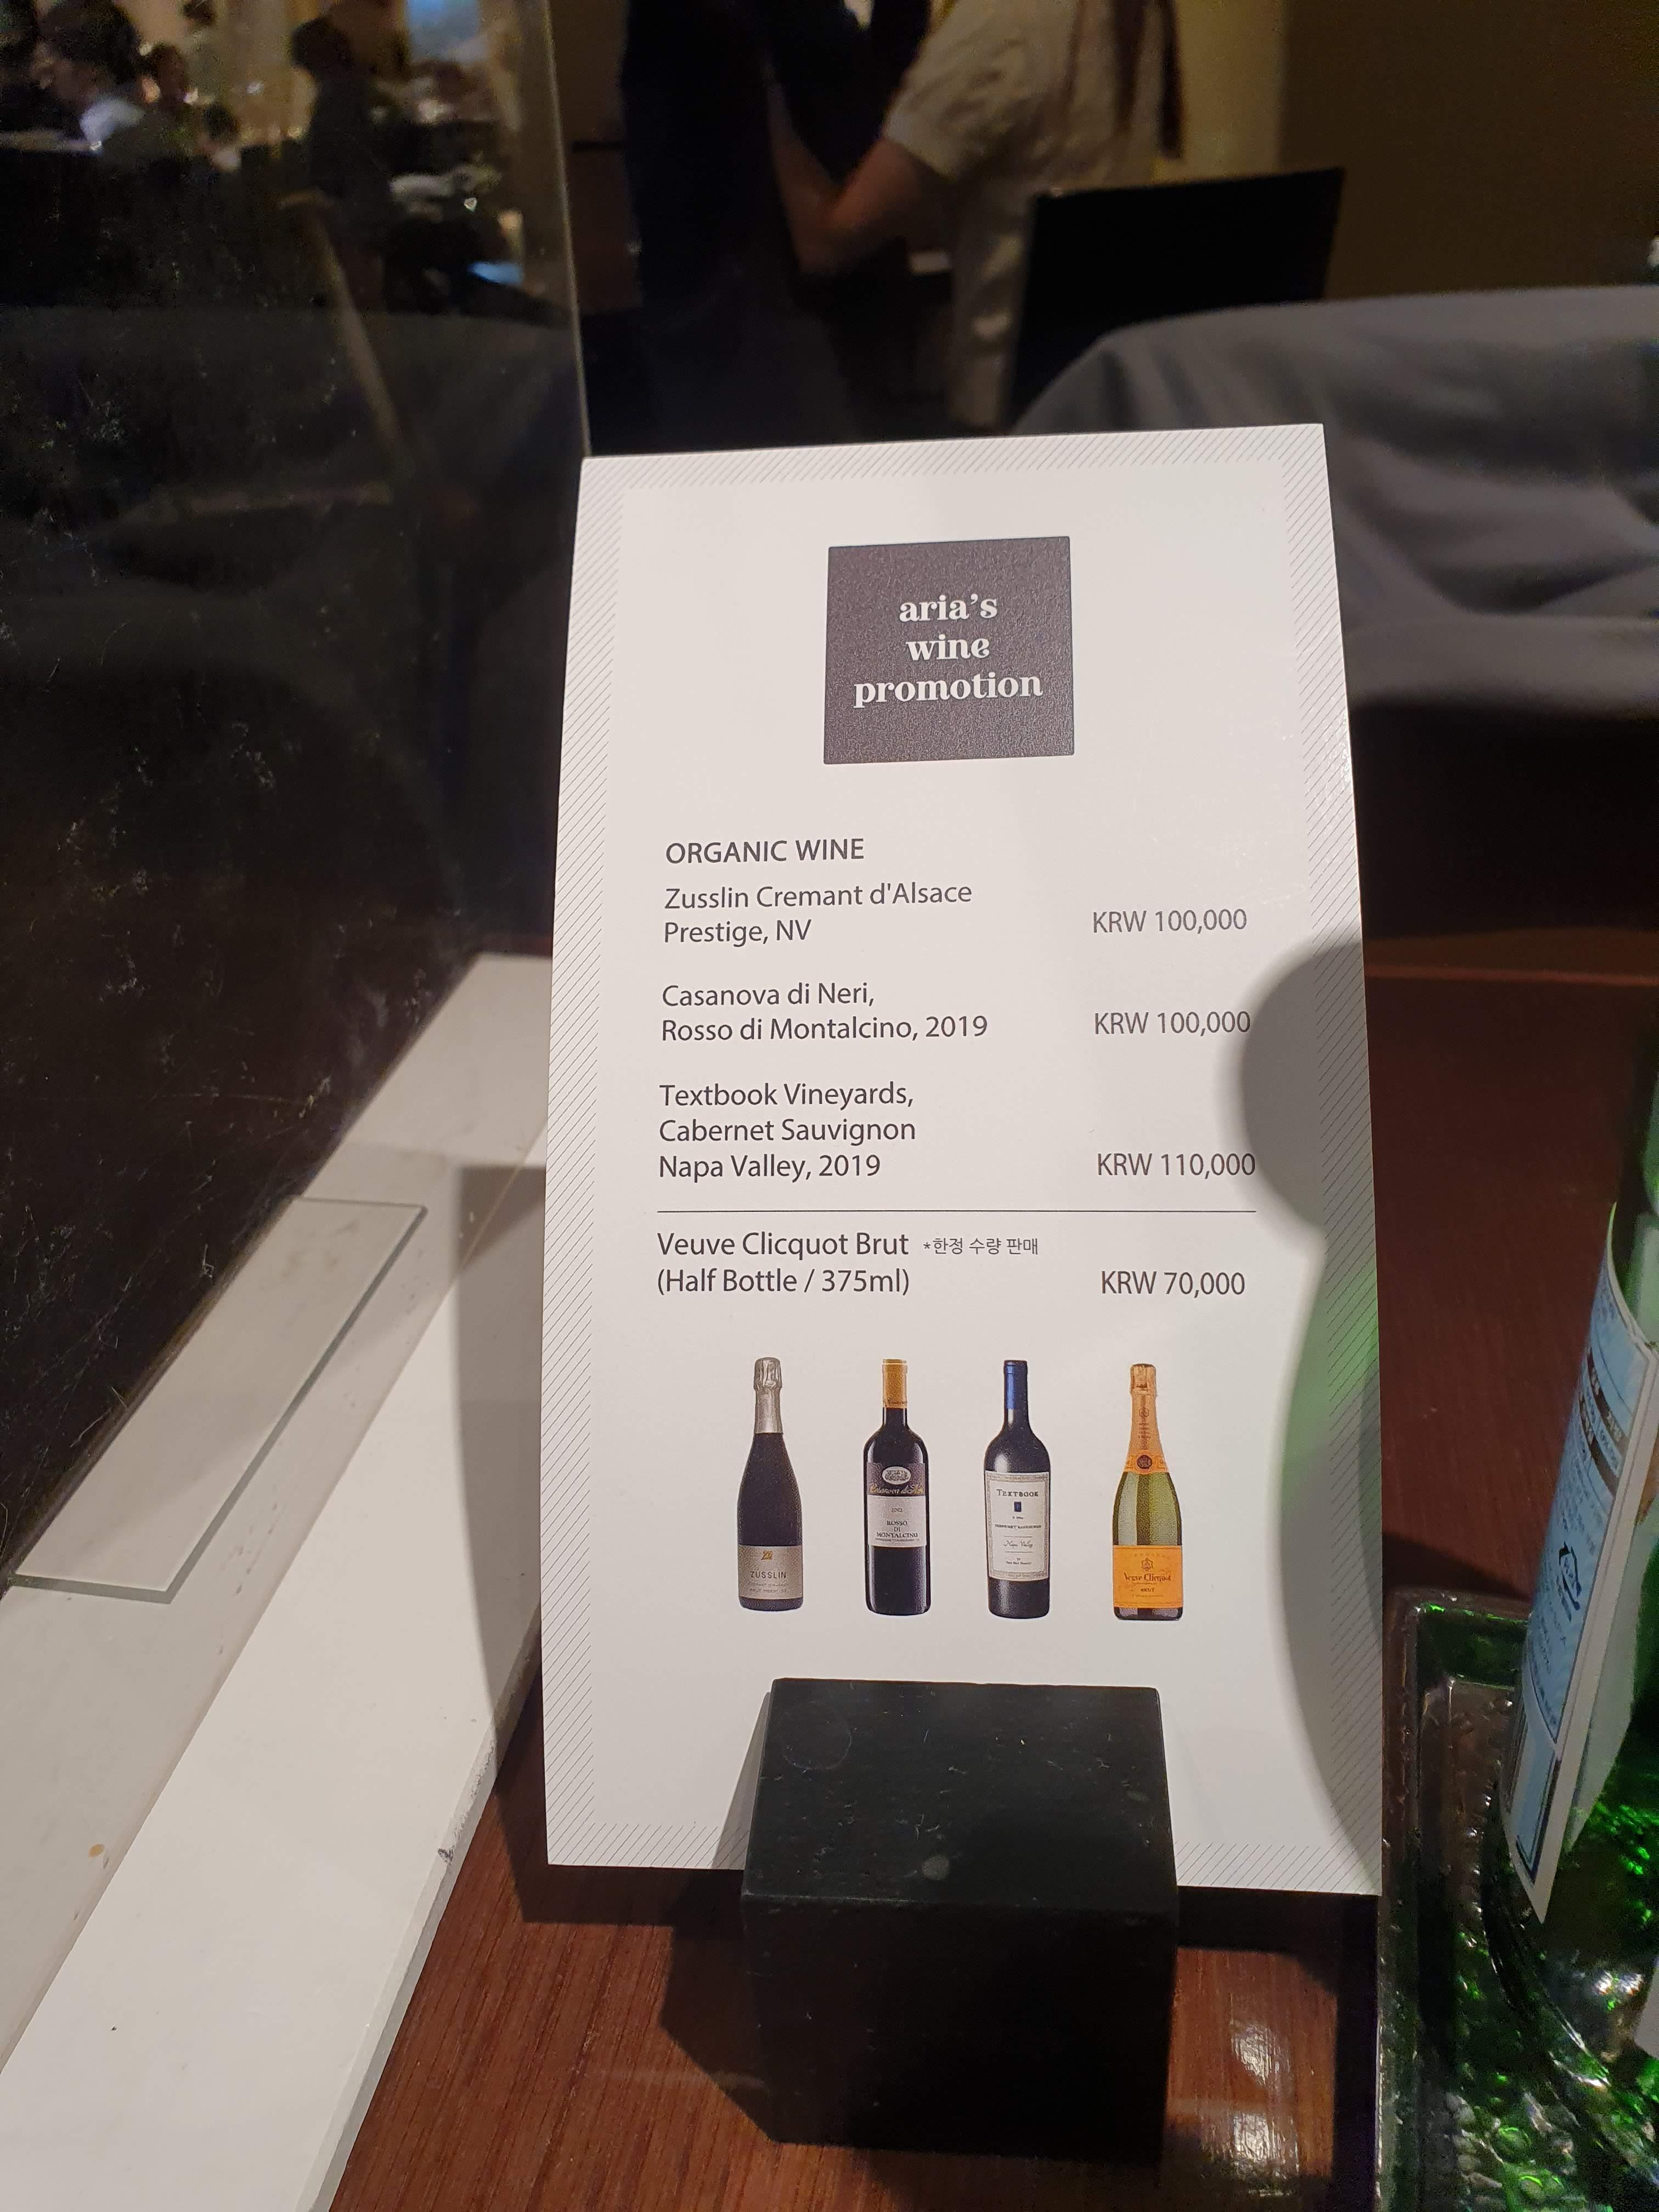 aria's
wine
promotion
ORGANIC WINE
Zusslin Cremant d'Alsace
Prestige, NV
KRW 100,000
Casanova di Neri,
Rosso di Montalcino, 2019
KRW 100,000
Textbook Vineyards,
Cabernet Sauvignon
Napa Valley, 2019
KRW 110,000
Veuve Clicquot Brut *한정 수량 판매
(Half Bottle / 375ml)
KRW 70,000
ZUSSLIN
ROSSO
DI
MONTALCINO
TEXTBOOK
Napa Valley
Veuve Clicquot
BRUT